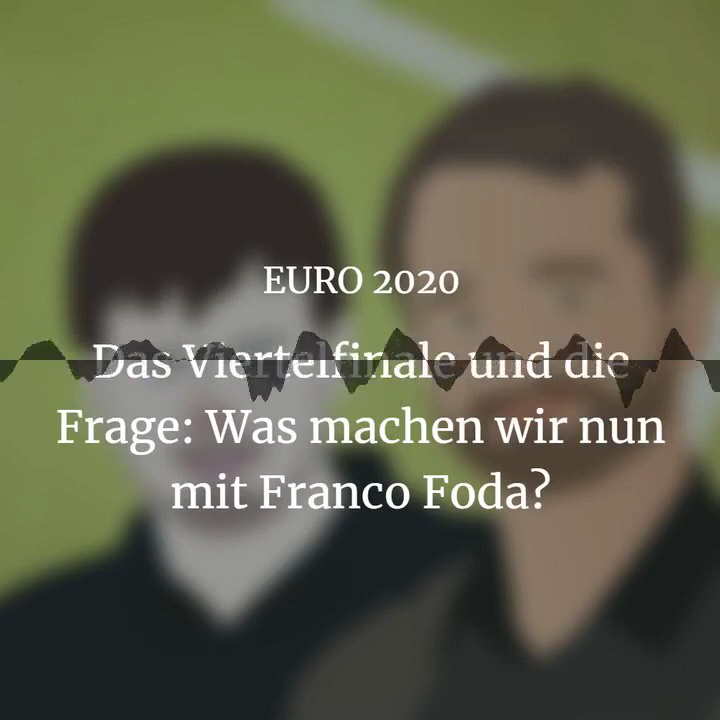 EURO 2020
Das Viertelfinale und die
Frage: Was machen wir nun
mit Franco Foda?